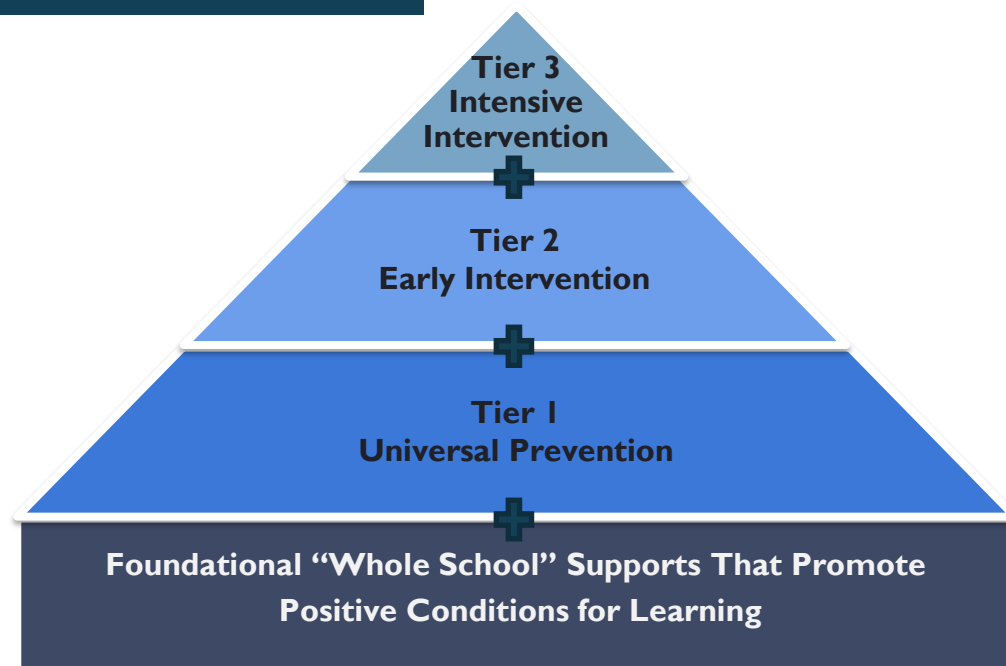 Tier 3
Intensive
Intervention
Tier 2
Early Intervention
Tier 1
Universal Prevention
Foundational “Whole School” Supports That Promote
Positive Conditions for Learning